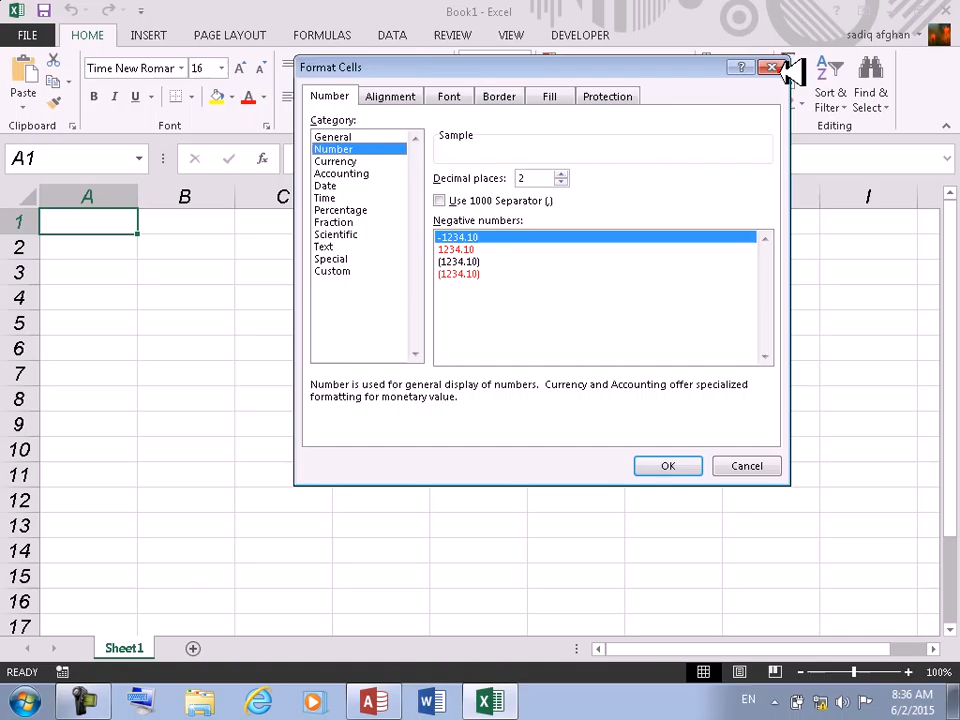 Book1 - Excel
FILE HOME INSERT PAGE LAYOUT FORMULAS DATA REVIEW VIEW DEVELOPER sadiq afghan
Time New Romar 16
Paste
B I U
Sort & Find &
Filter Select
Clipboard Font Editing
A1
A B C I
1
2
3
4
5
6
7
8
9
10
11
12
13
14
15
16
17
Format Cells
Number Alignment Font Border Fill Protection
Category:
General
Number
Currency
Accounting
Date
Time
Percentage
Fraction
Scientific
Text
Special
Custom
Sample
Decimal places: 2
Use 1000 Separator (,)
Negative numbers:
-1234.10
1234.10
(1234.10)
(1234.10)
Number is used for general display of numbers. Currency and Accounting offer specialized
formatting for monetary value.
OK Cancel
Sheet1
READY 100%
EN 8:36 AM
6/2/2015